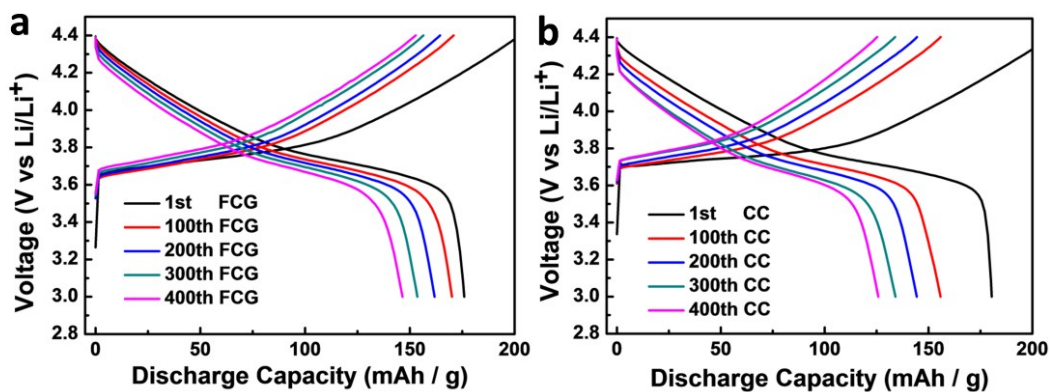 a
4.4
4.2
4.0
3.8
3.6
3.4
3.2
3.0
2.8
Voltage (V vs Li/Li⁺)
1st FCG
100th FCG
200th FCG
300th FCG
400th FCG
0 50 100 150 200
Discharge Capacity (mAh / g)
b
4.4
4.2
4.0
3.8
3.6
3.4
3.2
3.0
2.8
Voltage (V vs Li/Li⁺)
1st CC
100th CC
200th CC
300th CC
400th CC
0 50 100 150 200
Discharge Capacity (mAh / g)